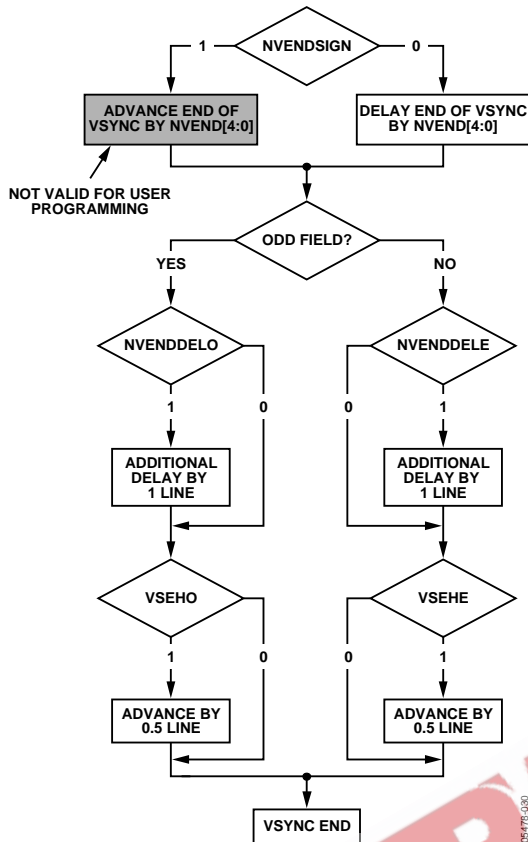 NVENDSIGN
1
0
ADVANCE END OF
VSYNC BY NVEND[4:0]
DELAY END OF VSYNC
BY NVEND[4:0]
NOT VALID FOR USER
PROGRAMMING
ODD FIELD?
YES
NO
NVENDDELO
NVENDDELE
1
0
0
1
ADDITIONAL
DELAY BY
1 LINE
ADDITIONAL
DELAY BY
1 LINE
VSEHO
VSEHE
1
0
0
1
ADVANCE BY
0.5 LINE
ADVANCE BY
0.5 LINE
VSYNC END
05478-030